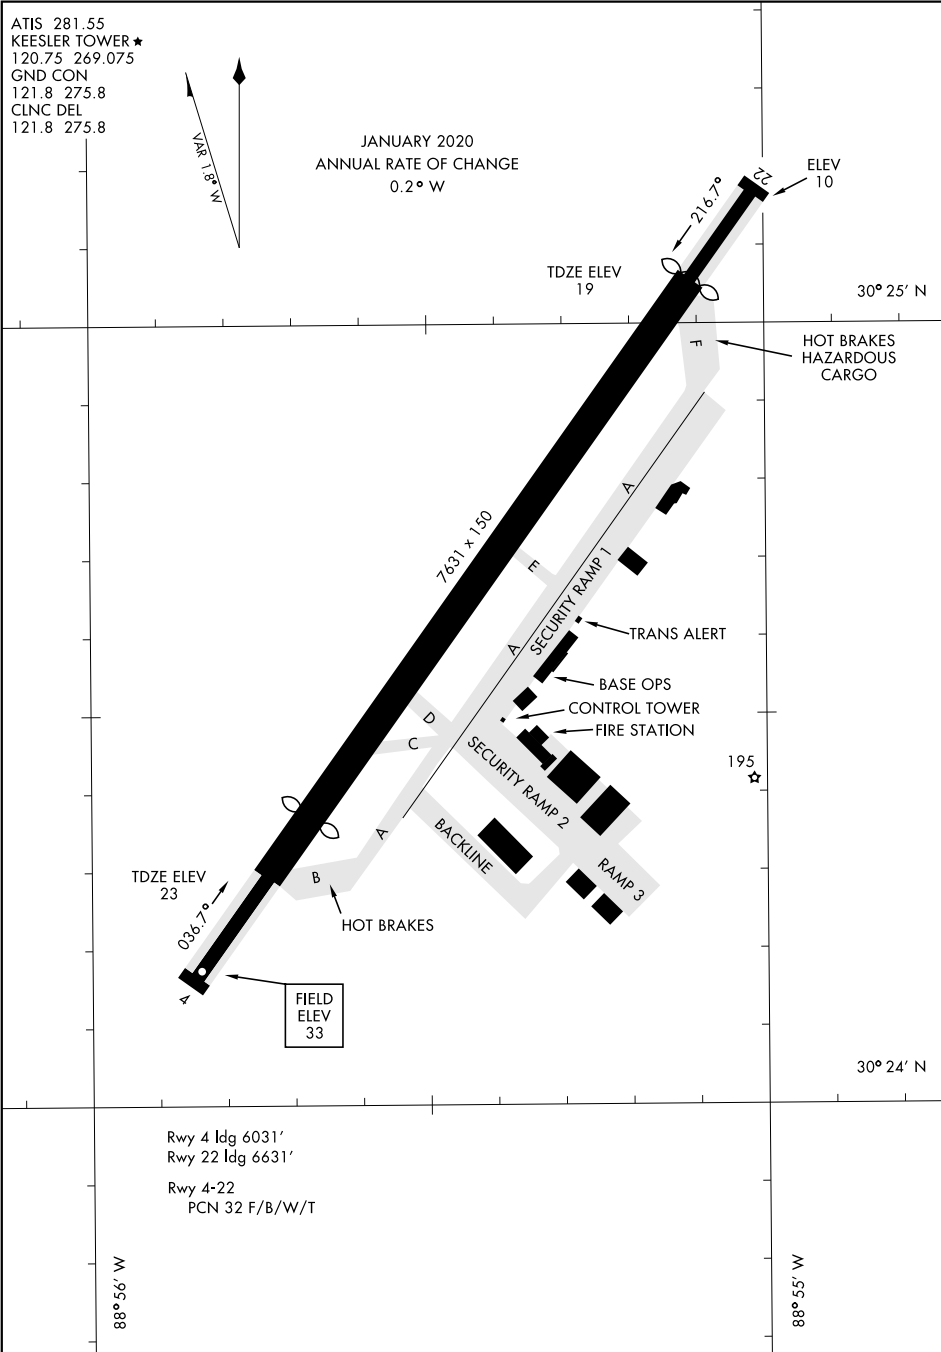 ATIS 281.55
KEESLER TOWER ★
120.75 269.075
GND CON
121.8 275.8
CLNC DEL
121.8 275.8
VAR 1.8° W
JANUARY 2020
ANNUAL RATE OF CHANGE
0.2° W
22
ELEV
10
216.7°
TDZE ELEV
19
30° 25' N
F
HOT BRAKES
HAZARDOUS
CARGO
A
7631 x 150
E
SECURITY RAMP 1
A
TRANS ALERT
BASE OPS
CONTROL TOWER
FIRE STATION
D
C
SECURITY RAMP 2
195
A
BACKLINE
RAMP 3
B
TDZE ELEV
23
036.7°
HOT BRAKES
4
FIELD
ELEV
33
30° 24' N
Rwy 4 ldg 6031'
Rwy 22 ldg 6631'
Rwy 4-22
PCN 32 F/B/W/T
88° 56' W
88° 55' W